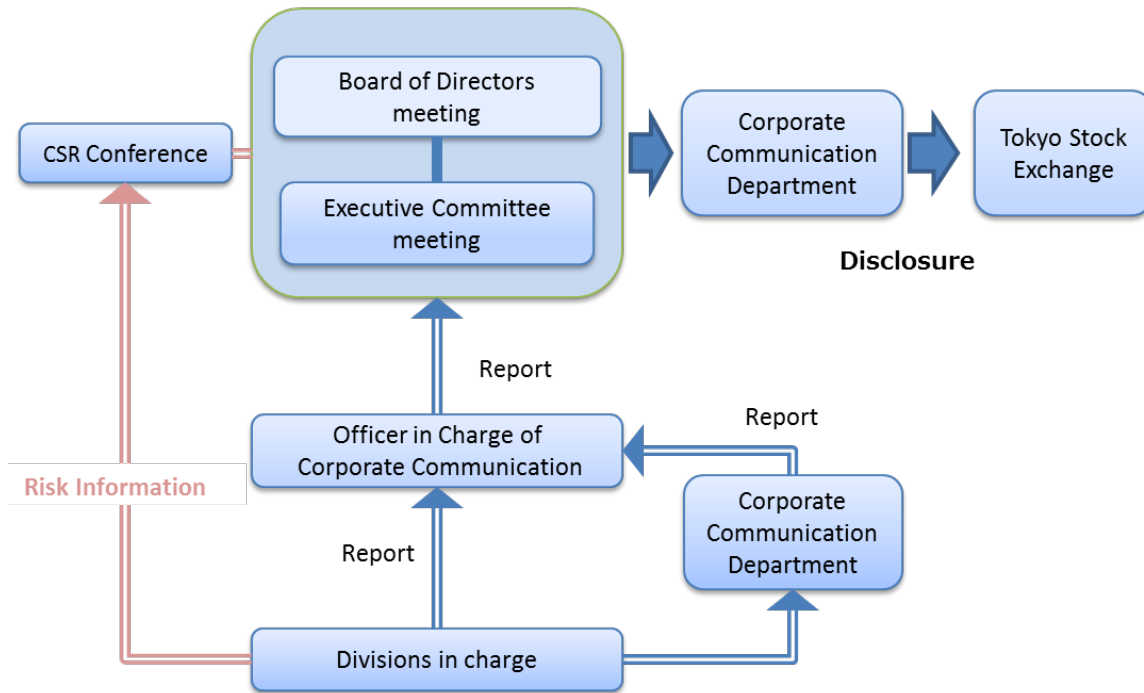 Board of Directors
meeting
CSR Conference
Executive Committee
meeting
Corporate
Communication
Department
Tokyo Stock
Exchange
Disclosure
Report
Officer in Charge of
Corporate Communication
Report
Risk Information
Corporate
Communication
Department
Report
Divisions in charge